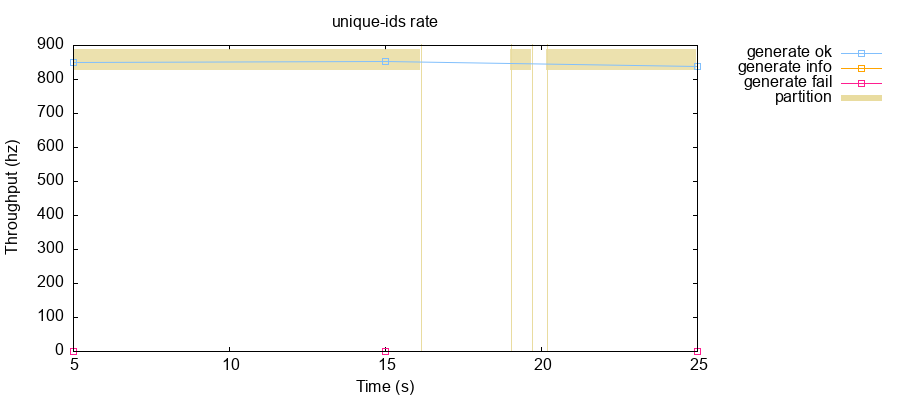 unique-ids rate
900
800
700
600
500
400
300
200
100
0
Throughput (hz)
5
10
15
20
25
Time (s)
generate ok
generate info
generate fail
partition